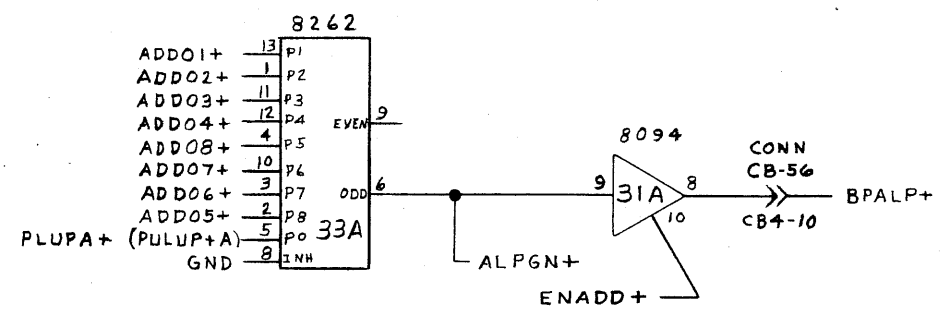 8262
ADD01+ 13 P1
ADD02+ 1 P2
ADD03+ 11 P3
ADD04+ 12 P4
EVEN 9
ADD08+ 4 P5
8094
CONN
ADD07+ 10 P6
CB-56
ADD06+ 3 P7
ODD 6
9 31A 8
BPALP+
ADD05+ 2 P8
10
CB4-10
PLUPA+ (PULUP+A) 5 P0
33A
GND 8 INH
ALPGN+
ENADD+